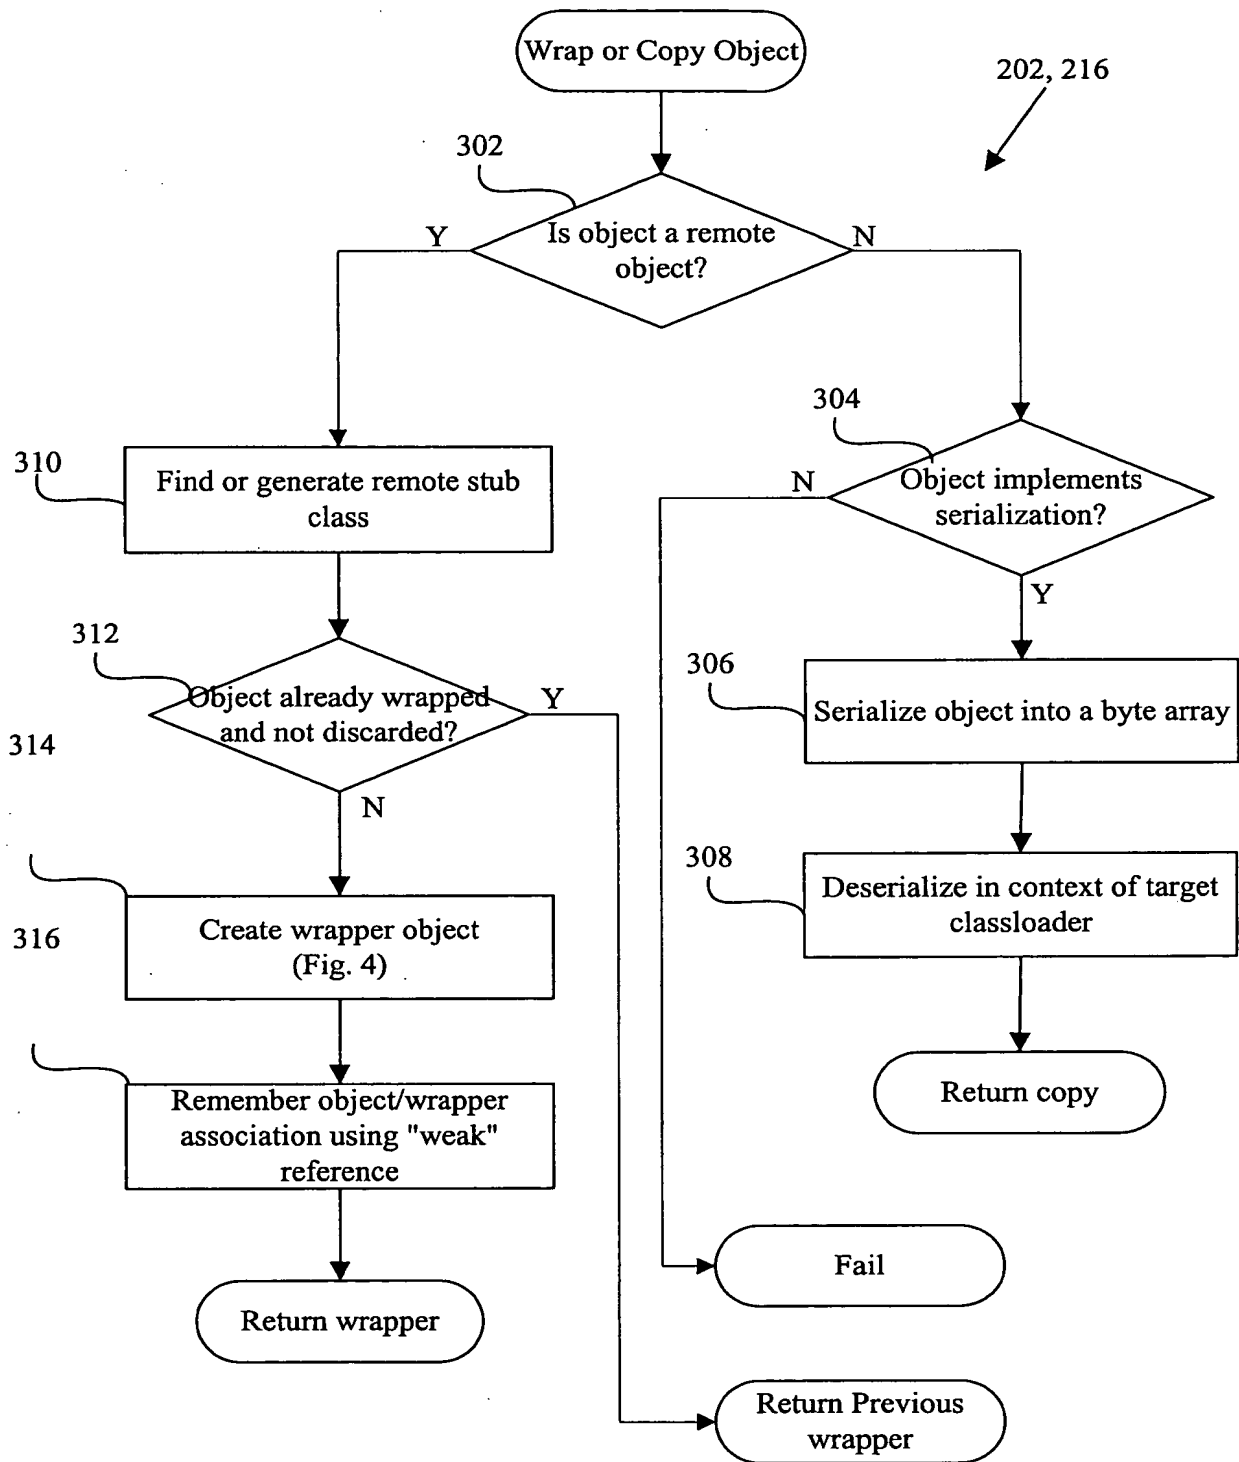 Wrap or Copy Object
202, 216
302
Is object a remote
object?
Y
N
304
Object implements
serialization?
N
Y
310
Find or generate remote stub
class
312
Object already wrapped
and not discarded?
Y
N
306
Serialize object into a byte array
314
Create wrapper object
(Fig. 4)
308
Deserialize in context of target
classloader
316
Remember object/wrapper
association using "weak"
reference
Return copy
Fail
Return wrapper
Return Previous
wrapper